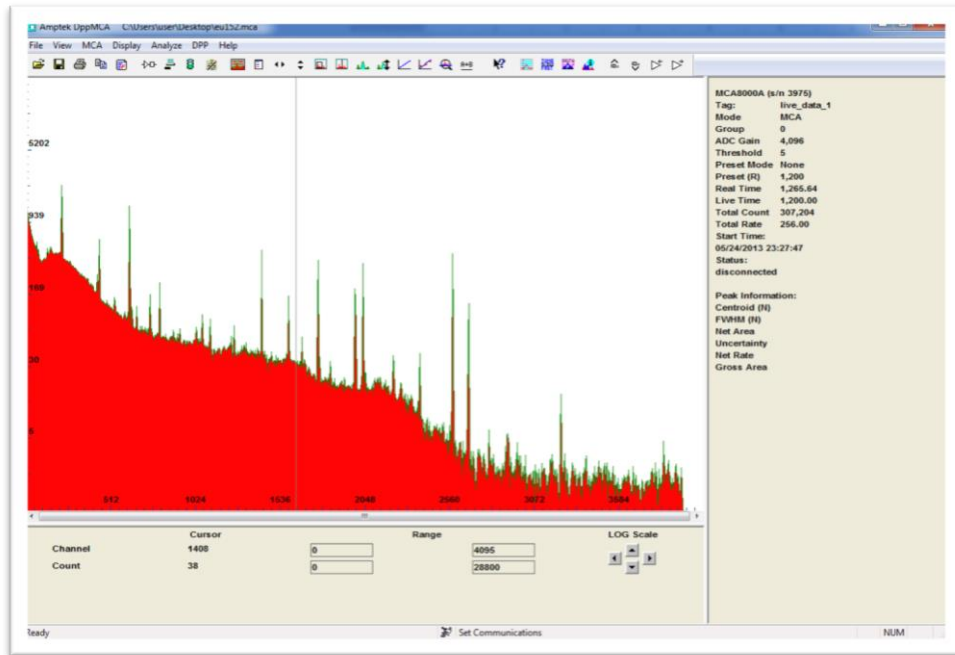 Amptek DppMCA C:\Users\user\Desktop\eu152.mca
File View MCA Display Analyze DPP Help
5202
939
169
30
5
512 1024 1536 2048 2560 3072 3584
MCA8000A (s/n 3975)
Tag: live_data_1
Mode MCA
Group 0
ADC Gain 4,096
Threshold 5
Preset Mode None
Preset (R) 1,200
Real Time 1,265.64
Live Time 1,200.00
Total Count 307,204
Total Rate 256.00
Start Time:
05/24/2013 23:27:47
Status:
disconnected
Peak Information:
Centroid (N)
FWHM (N)
Net Area
Uncertainty
Net Rate
Gross Area
Cursor Range LOG Scale
Channel 1408 0 4095
Count 38 0 28800
Ready Set Communications NUM